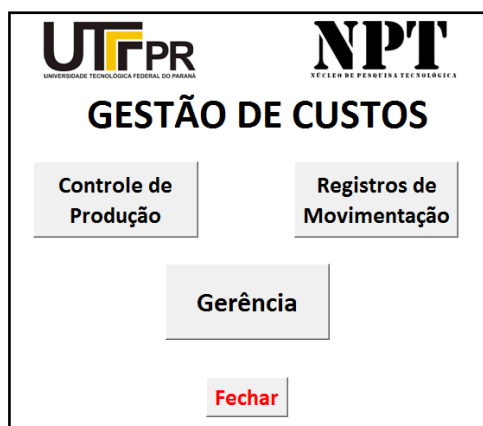 UTFPR
UNIVERSIDADE TECNOLÓGICA FEDERAL DO PARANÁ
NPT
NÚCLEO DE PESQUISA TECNOLÓGICA
GESTÃO DE CUSTOS
Controle de
Produção
Registros de
Movimentação
Gerência
Fechar